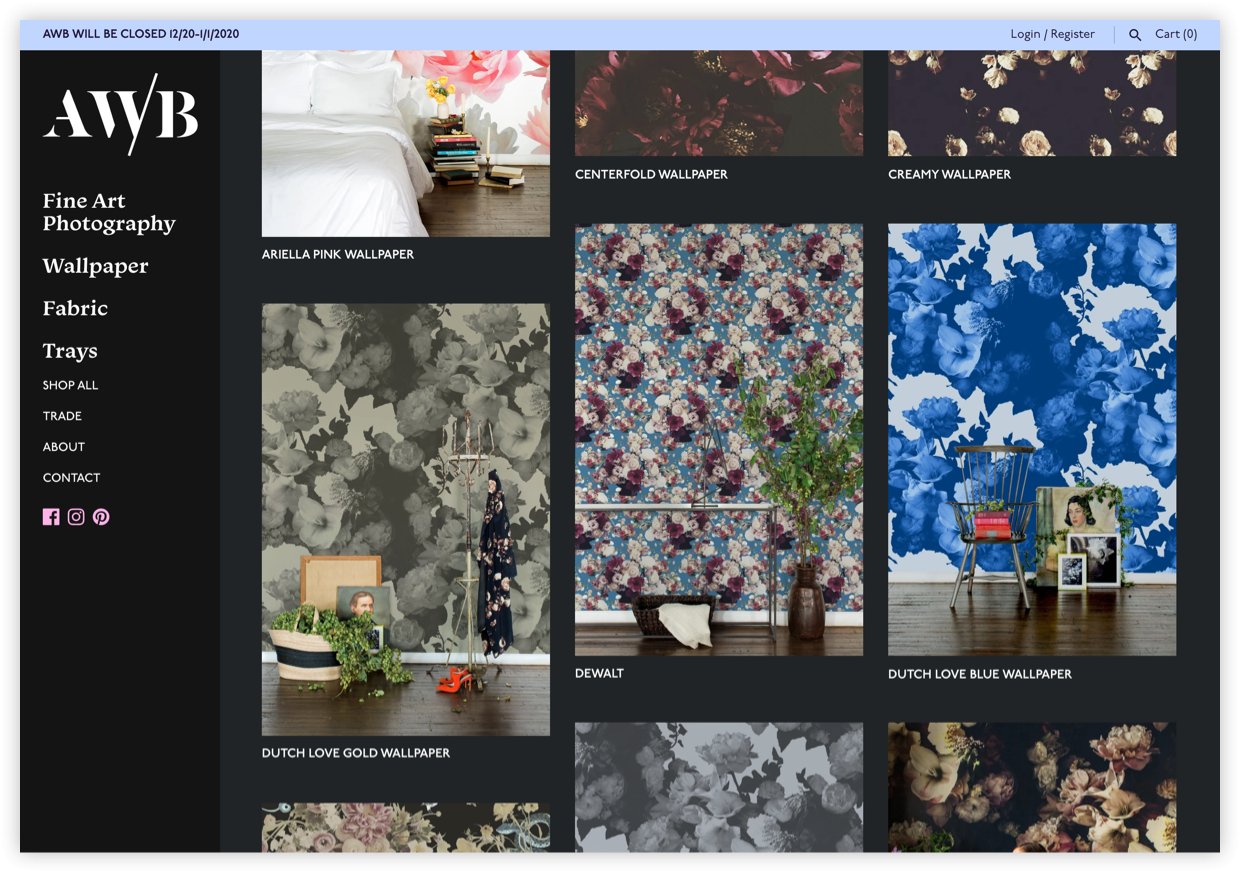 AWB WILL BE CLOSED 12/20-1/1/2020
Login / Register
Cart (0)
AWB
Fine Art
Photography
Wallpaper
Fabric
Trays
SHOP ALL
TRADE
ABOUT
CONTACT
ARIELLA PINK WALLPAPER
CENTERFOLD WALLPAPER
CREAMY WALLPAPER
DUTCH LOVE GOLD WALLPAPER
DEWALT
DUTCH LOVE BLUE WALLPAPER